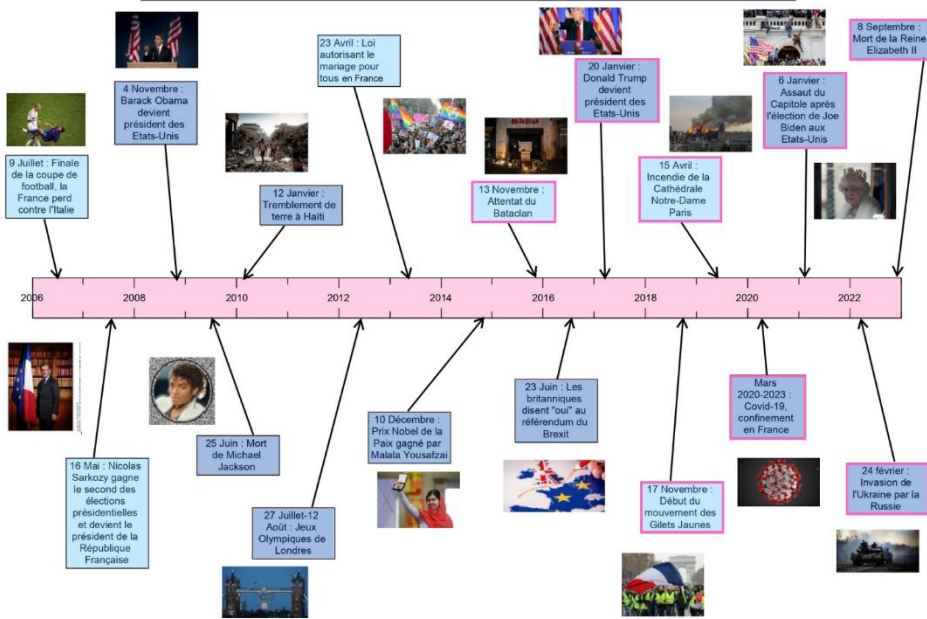 4 Novembre :
Barack Obama
devient
président des
Etats-Unis
23 Avril : Loi
autorisant le
mariage pour
tous en France
20 Janvier :
Donald Trump
devient
président des
Etats-Unis
6 Janvier :
Assaut du
Capitole après
l'élection de Joe
Biden aux
Etats-Unis
8 Septembre :
Mort de la Reine
Elizabeth II
9 Juillet : Finale
de la coupe de
football, la
France perd
contre l'Italie
12 Janvier :
Tremblement de
terre à Haïti
BATACLAN
13 Novembre :
Attentat du
Bataclan
15 Avril :
Incendie de la
Cathédrale
Notre-Dame
Paris
2006
2008
2010
2012
2014
2016
2018
2020
2022
16 Mai : Nicolas
Sarkozy gagne
le second des
élections
présidentielles
et devient le
président de la
République
Française
25 Juin : Mort
de Michael
Jackson
27 Juillet-12
Août : Jeux
Olympiques de
Londres
10 Décembre :
Prix Nobel de la
Paix gagné par
Malala Yousafzai
23 Juin : Les
britanniques
disent "oui" au
référendum du
Brexit
17 Novembre :
Début du
mouvement des
Gilets Jaunes
Mars
2020-2023 :
Covid-19,
confinement
en France
24 février :
Invasion de
l'Ukraine par la
Russie